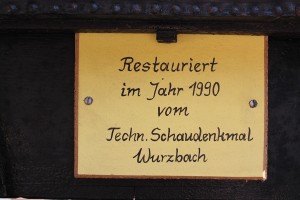 Restauriert
im Jahr 1990
vom
Techn. Schaudenkmal
Wurzbach